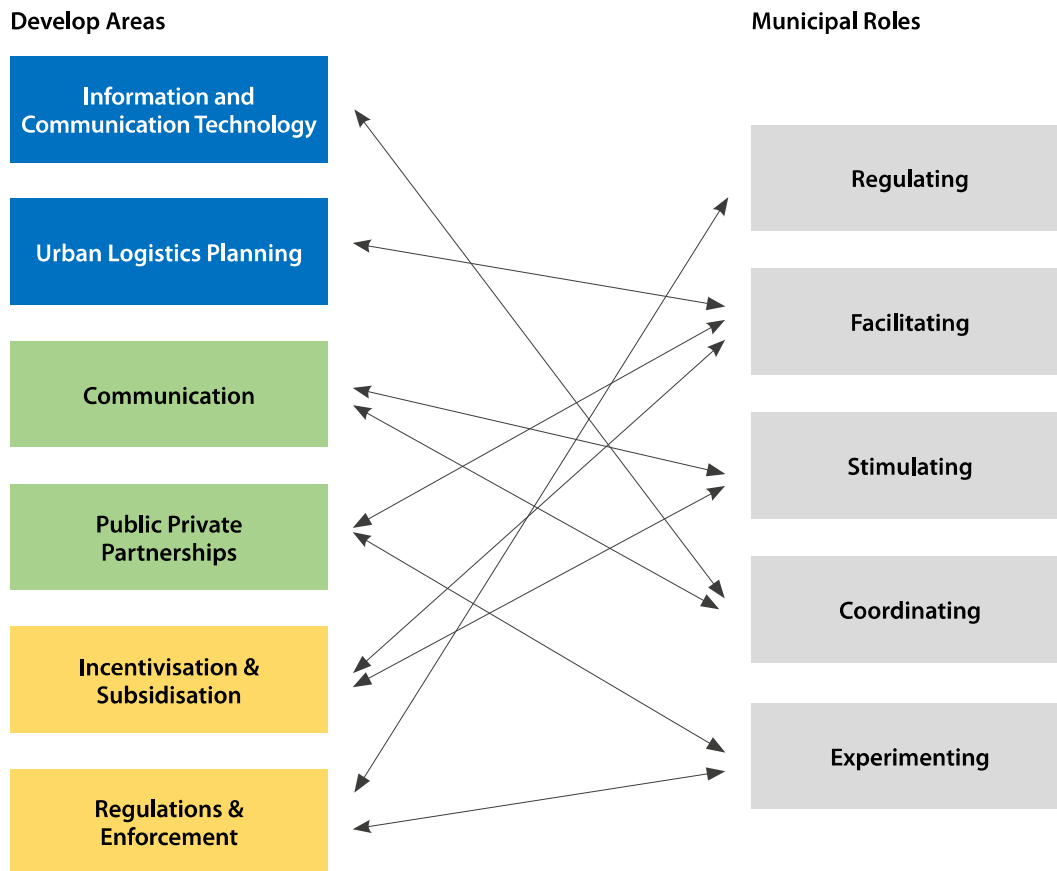 Develop Areas
Municipal Roles
Information and
Communication Technology
Urban Logistics Planning
Communication
Public Private
Partnerships
Incentivisation &
Subsidisation
Regulations &
Enforcement
Regulating
Facilitating
Stimulating
Coordinating
Experimenting